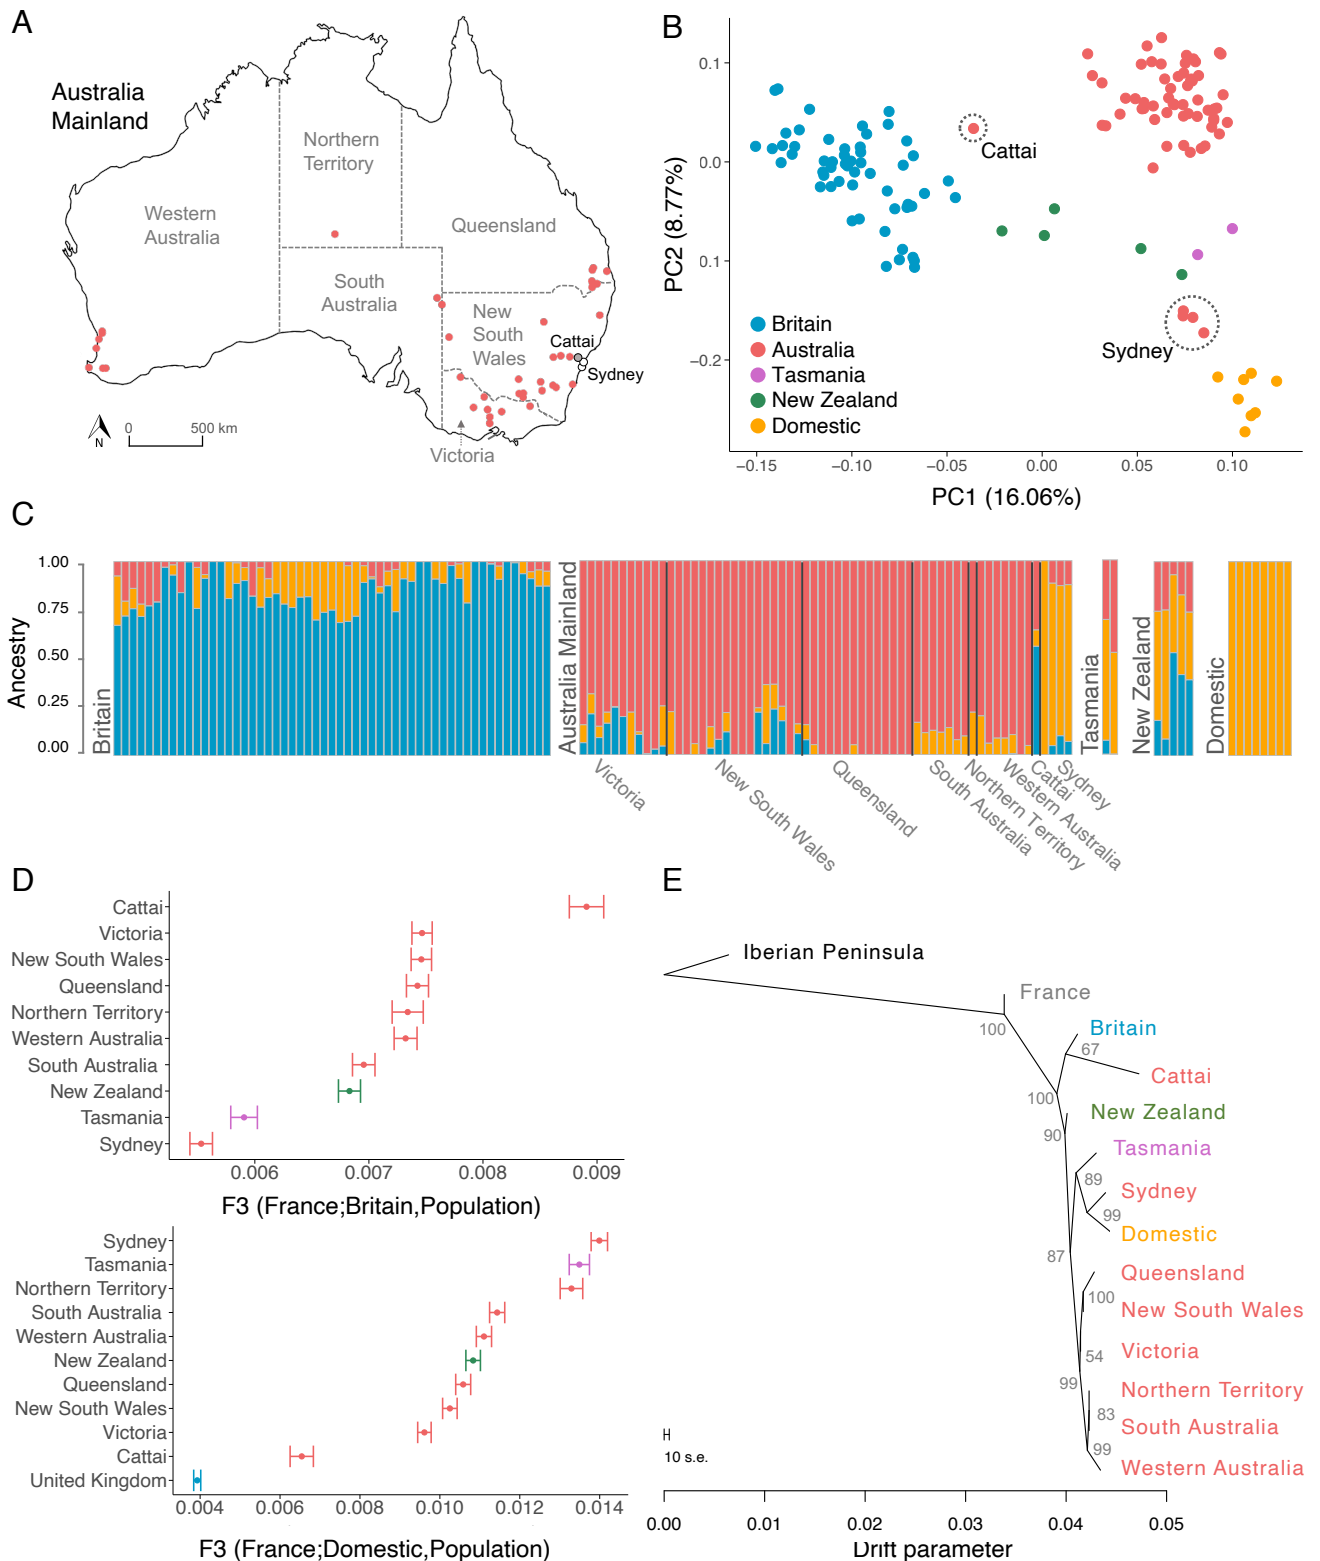 A
Australia
Mainland
Northern
Territory
Western
Australia
Queensland
South
Australia
New
South
Wales
Cattai
Sydney
N
0 500 km
Victoria
B
PC2 (8.77%)
0.1
0.0
0.1
−0.2
Cattai
Sydney
Britain
Australia
Tasmania
New Zealand
Domestic
−0.15 −0.10 −0.05 0.00 0.05 0.10
PC1 (16.06%)
C
Ancestry
1.00
0.75
0.50
0.25
0.00
Britain
Australia Mainland
Tasmania
New Zealand
Domestic
Victoria
New South Wales
Queensland
South Australia
Northern Territory
Western Australia
Cattai
Sydney
D
Cattai
Victoria
New South Wales
Queensland
Northern Territory
Western Australia
South Australia
New Zealand
Tasmania
Sydney
0.006 0.007 0.008 0.009
F3 (France;Britain,Population)
Sydney
Tasmania
Northern Territory
South Australia
Western Australia
New Zealand
Queensland
New South Wales
Victoria
Cattai
United Kingdom
0.004 0.006 0.008 0.010 0.012 0.014
F3 (France;Domestic,Population)
E
Iberian Peninsula
France
100
Britain
67
Cattai
100
New Zealand
90
Tasmania
89
Sydney
99
Domestic
87
Queensland
100
New South Wales
Victoria
54
99
Northern Territory
83
South Australia
99
Western Australia
10 s.e.
0.00 0.01 0.02 0.03 0.04 0.05
Drift parameter